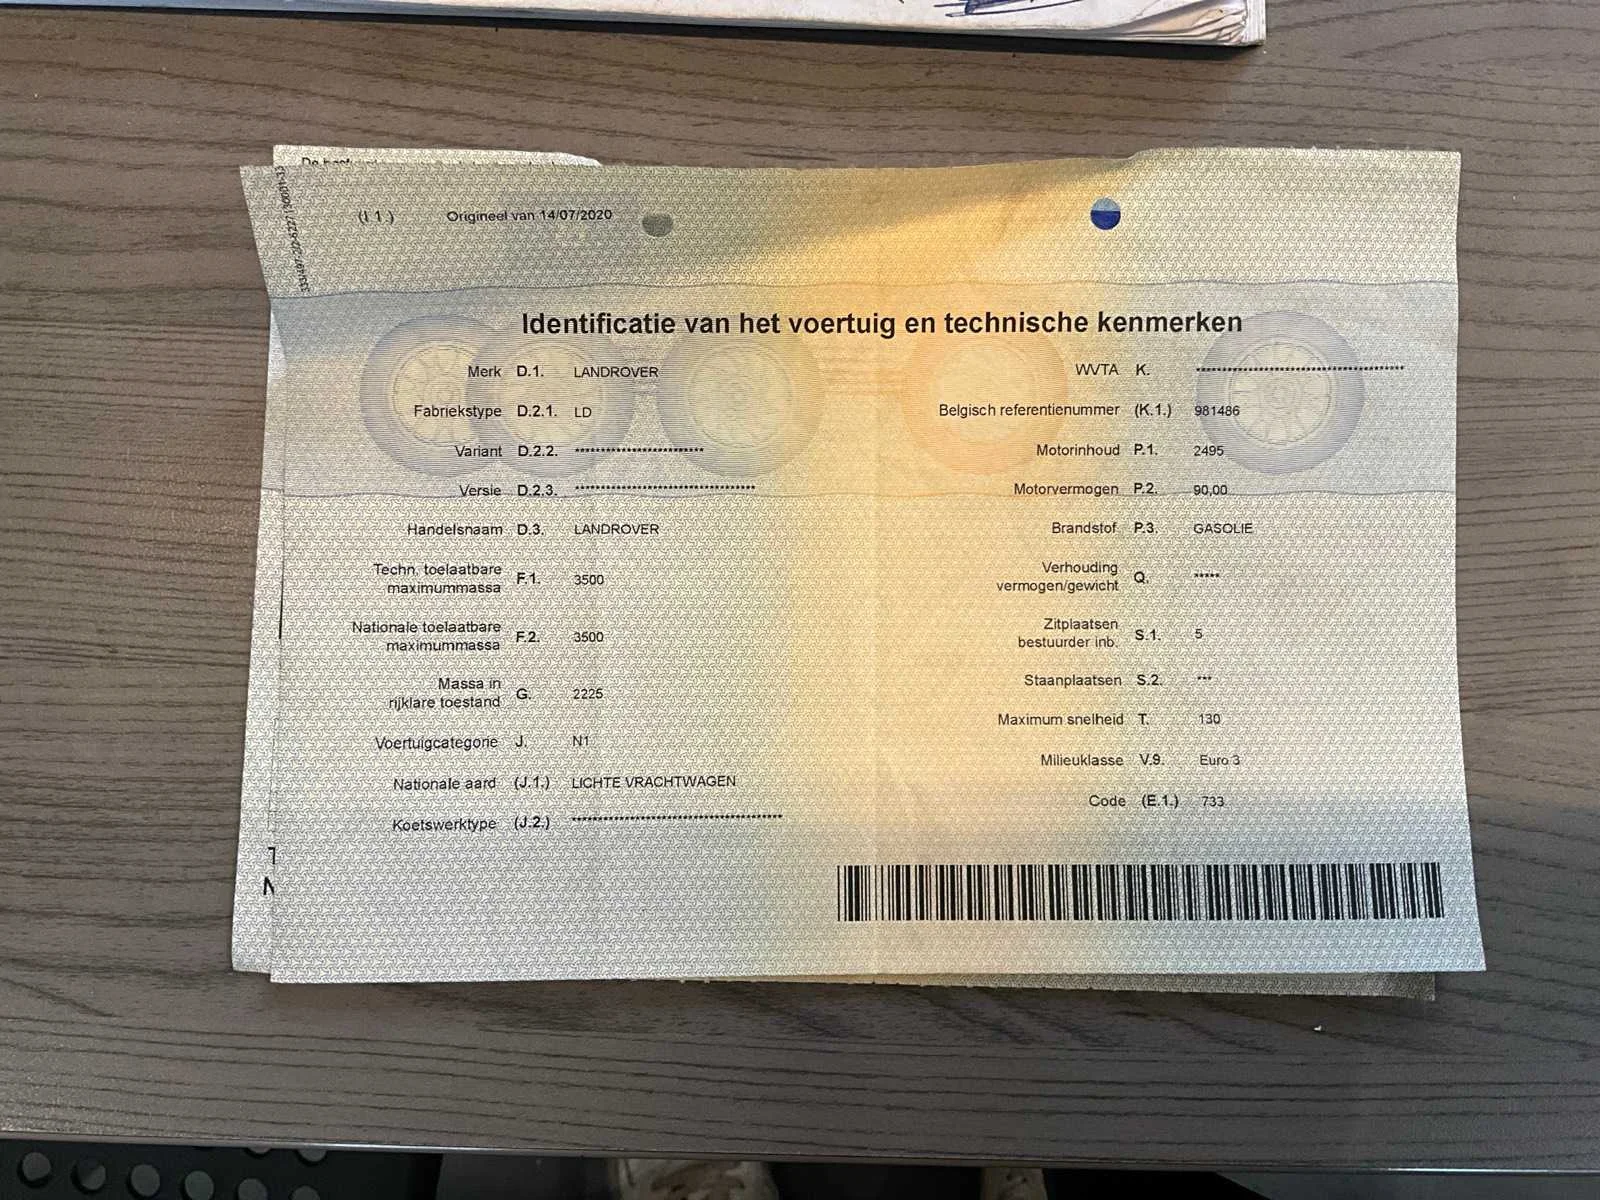 (I 1.) Origineel van 14/07/2020
Identificatie van het voertuig en technische kenmerken
Merk D.1. LANDROVER
Fabriekstype D.2.1. LD
Variant D.2.2. *************************
Versie D.2.3. ***********************************
Handelsnaam D.3. LANDROVER
Techn. toelaatbare
maximummassa F.1. 3500
Nationale toelaatbare
maximummassa F.2. 3500
Massa in
rijklare toestand G. 2225
Voertuigcategorie J. N1
Nationale aard (J.1.) LICHTE VRACHTWAGEN
Koetswerktype (J.2.) *****************************************
WVTA K. *****************************************
Belgisch referentienummer (K.1.) 981486
Motorinhoud P.1. 2495
Motorvermogen P.2. 90,00
Brandstof P.3. GASOLIE
Verhouding
vermogen/gewicht Q. *****
Zitplaatsen
bestuurder inb. S.1. 5
Staanplaatsen S.2. ***
Maximum snelheid T. 130
Milieuklasse V.9. Euro 3
Code (E.1.) 733